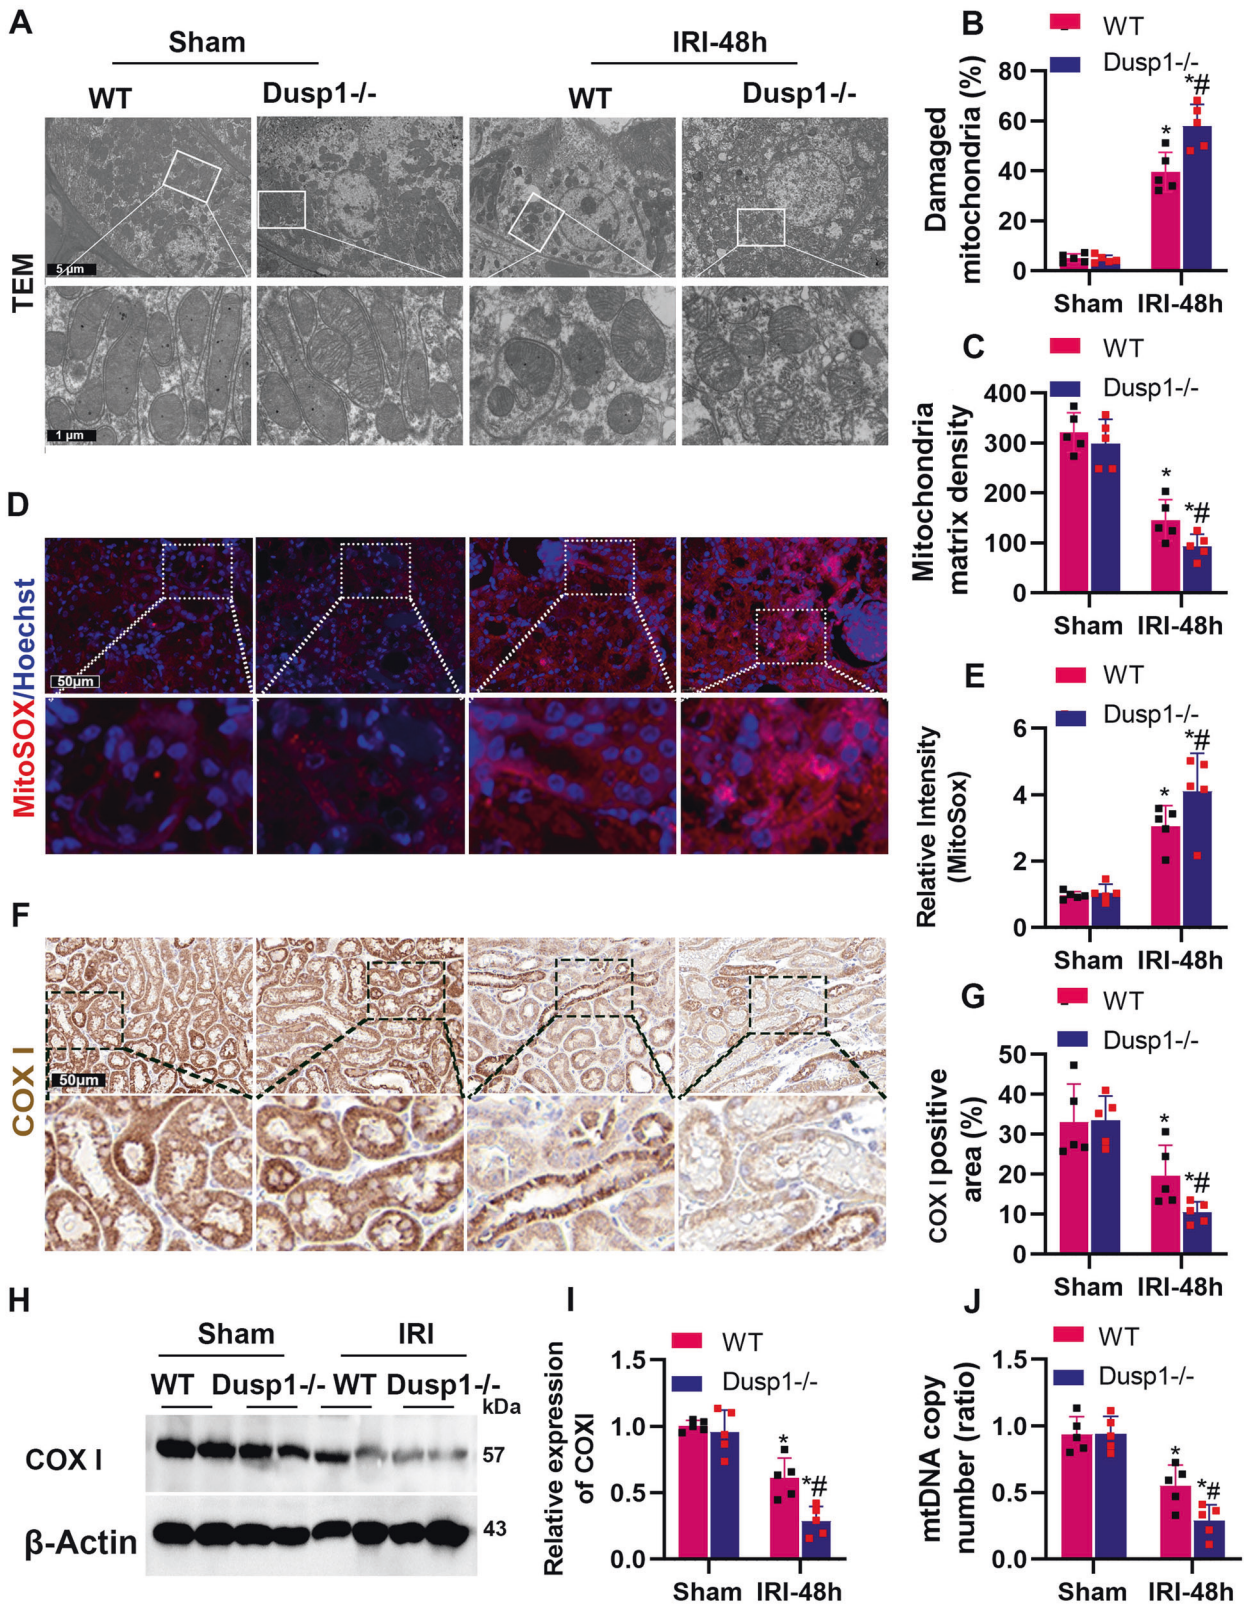 A
Sham
IRI-48h
WT
Dusp1-/-
WT
Dusp1-/-
TEM
5 μm
1 μm
B
WT
Dusp1-/-
Damaged
mitochondria (%)
80
60
40
20
0
*
*#
Sham
IRI-48h
C
WT
Dusp1-/-
Mitochondria
matrix density
400
300
200
100
0
*
*#
Sham
IRI-48h
D
MitoSOX/Hoechst
50μm
E
WT
Dusp1-/-
Relative Intensity
(MitoSox)
6
4
2
0
*
*#
Sham
IRI-48h
F
COX I
50μm
G
WT
Dusp1-/-
COX I positive
area (%)
50
40
30
20
10
0
*
*#
Sham
IRI-48h
H
Sham
IRI
WT
Dusp1-/-
WT
Dusp1-/-
kDa
COX I
57
β-Actin
43
I
WT
Dusp1-/-
Relative expression
of COXI
1.5
1.0
0.5
0.0
*
*#
Sham
IRI-48h
J
WT
Dusp1-/-
mtDNA copy
number (ratio)
1.5
1.0
0.5
0.0
*
*#
Sham
IRI-48h